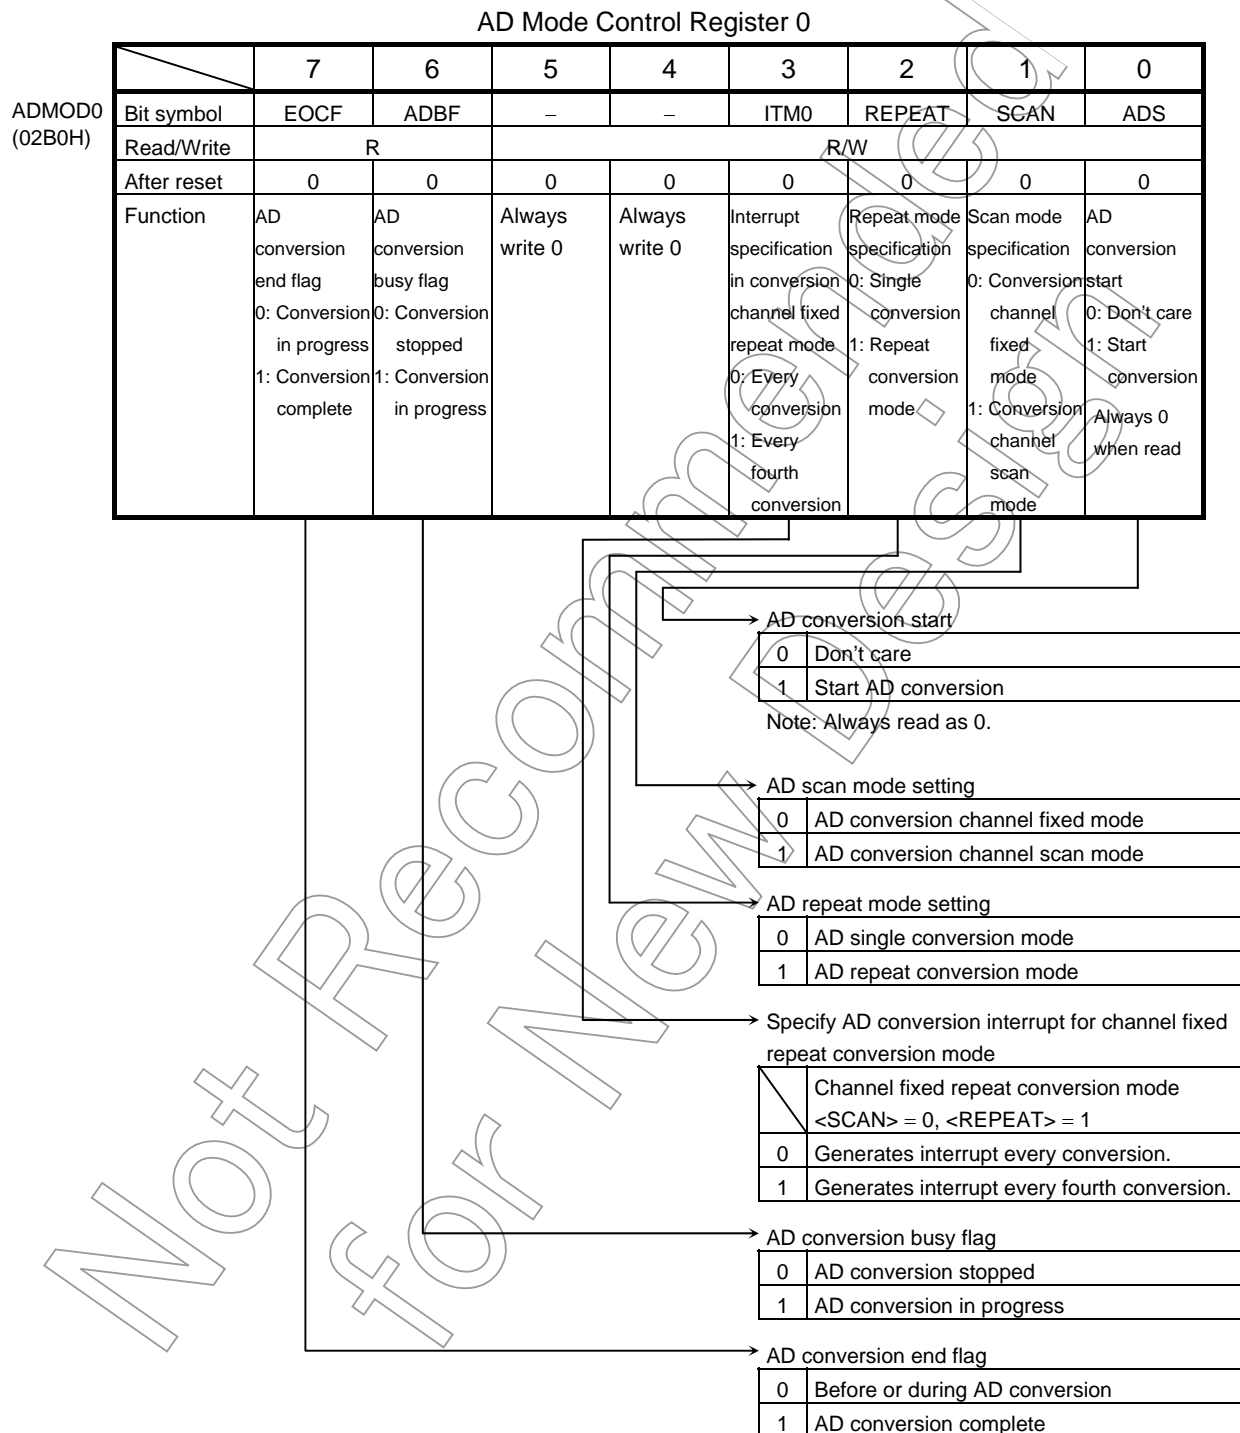 AD Mode Control Register 0
7 6 5 4 3 2 1 0
ADMOD0
(02B0H)
Bit symbol EOCF ADBF − − ITM0 REPEAT SCAN ADS
Read/Write R R/W
After reset 0 0 0 0 0 0 0 0
Function
AD
conversion
end flag
0: Conversion
in progress
1: Conversion
complete
AD
conversion
busy flag
0: Conversion
stopped
1: Conversion
in progress
Always
write 0
Always
write 0
Interrupt
specification
in conversion
channel fixed
repeat mode
0: Every
conversion
1: Every
fourth
conversion
Repeat mode
specification
0: Single
conversion
1: Repeat
conversion
mode
Scan mode
specification
0: Conversion
channel
fixed
mode
1: Conversion
channel
scan
mode
AD
conversion
start
0: Don't care
1: Start
conversion
Always 0
when read
AD conversion start
0 Don't care
1 Start AD conversion
Note: Always read as 0.
AD scan mode setting
0 AD conversion channel fixed mode
1 AD conversion channel scan mode
AD repeat mode setting
0 AD single conversion mode
1 AD repeat conversion mode
Specify AD conversion interrupt for channel fixed
repeat conversion mode
Channel fixed repeat conversion mode
<SCAN> = 0, <REPEAT> = 1
0 Generates interrupt every conversion.
1 Generates interrupt every fourth conversion.
AD conversion busy flag
0 AD conversion stopped
1 AD conversion in progress
AD conversion end flag
0 Before or during AD conversion
1 AD conversion complete
Not Recommended
for New Design